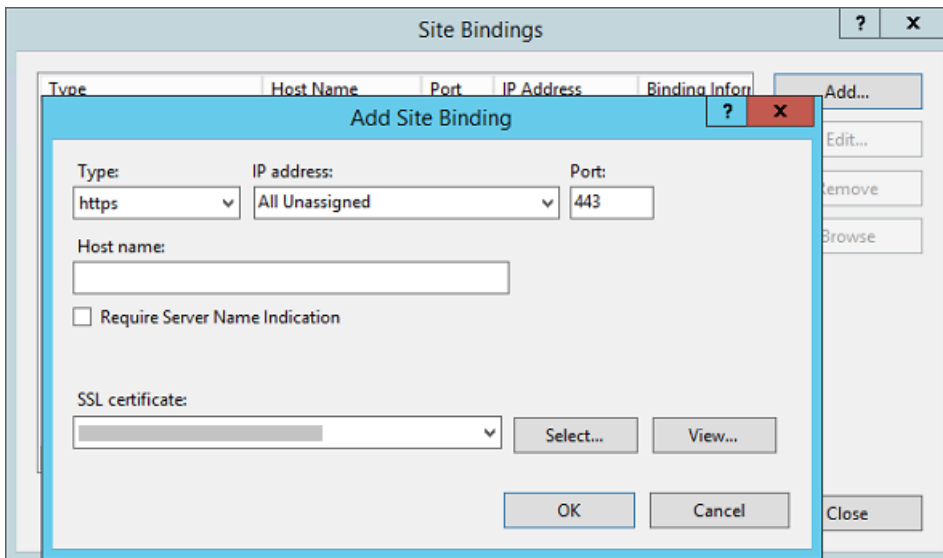 Site Bindings
? x
Type Host Name Port IP Address Binding Infor
Add...
Add Site Binding
? x
Edit...
Remove
Browse
Type: IP address: Port:
https All Unassigned 443
Host name:
Require Server Name Indication
SSL certificate:
Select... View...
OK Cancel
Close